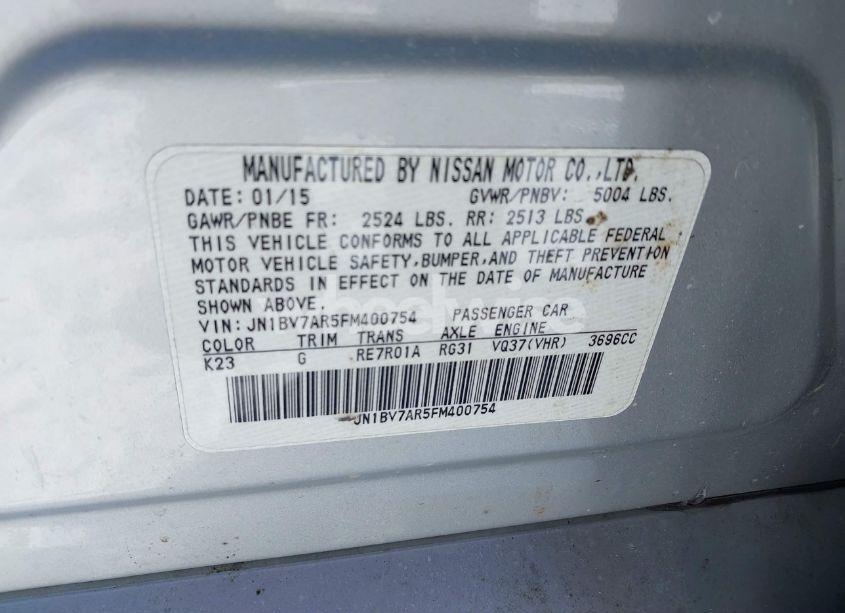 MANUFACTURED BY NISSAN MOTOR CO.,LTD.
DATE: 01/15 GVWR/PNBV: 5004 LBS.
GAWR/PNBE FR: 2524 LBS. RR: 2513 LBS.
THIS VEHICLE CONFORMS TO ALL APPLICABLE FEDERAL
MOTOR VEHICLE SAFETY,BUMPER,AND THEFT PREVENTION
STANDARDS IN EFFECT ON THE DATE OF MANUFACTURE
SHOWN ABOVE.
VIN: JN1BV7AR5FM400754 PASSENGER CAR
COLOR TRIM TRANS AXLE ENGINE
K23 G RE7R01A RG31 VQ37(VHR) 3696CC
JN1BV7AR5FM400754